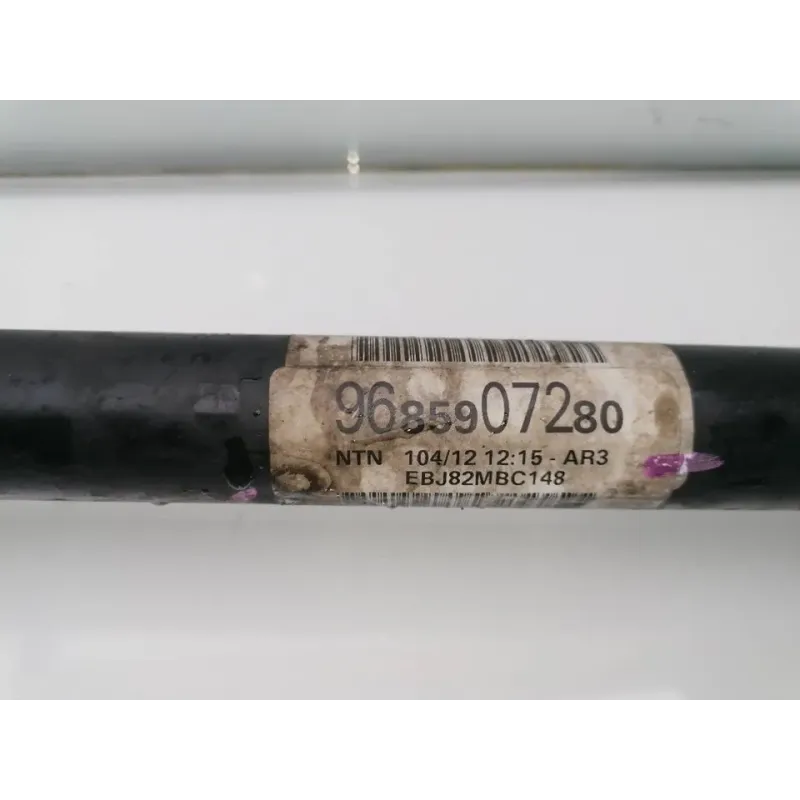 9685907280
NTN 104/12 12:15 - AR3
EBJ82MBC148